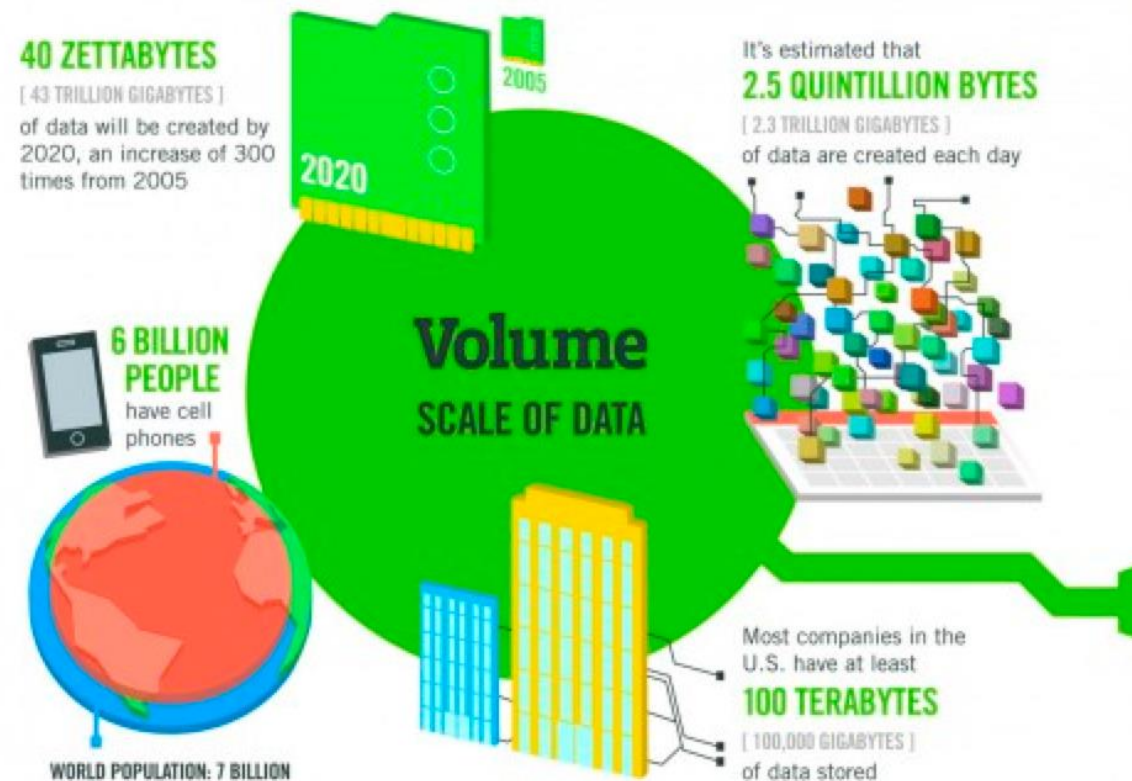 40 ZETTABYTES
[ 43 TRILLION GIGABYTES ]
of data will be created by
2020, an increase of 300
times from 2005
2020
2005
It's estimated that
2.5 QUINTILLION BYTES
[ 2.3 TRILLION GIGABYTES ]
of data are created each day
6 BILLION
PEOPLE
have cell
phones
WORLD POPULATION: 7 BILLION
Volume
SCALE OF DATA
Most companies in the
U.S. have at least
100 TERABYTES
[ 100,000 GIGABYTES ]
of data stored